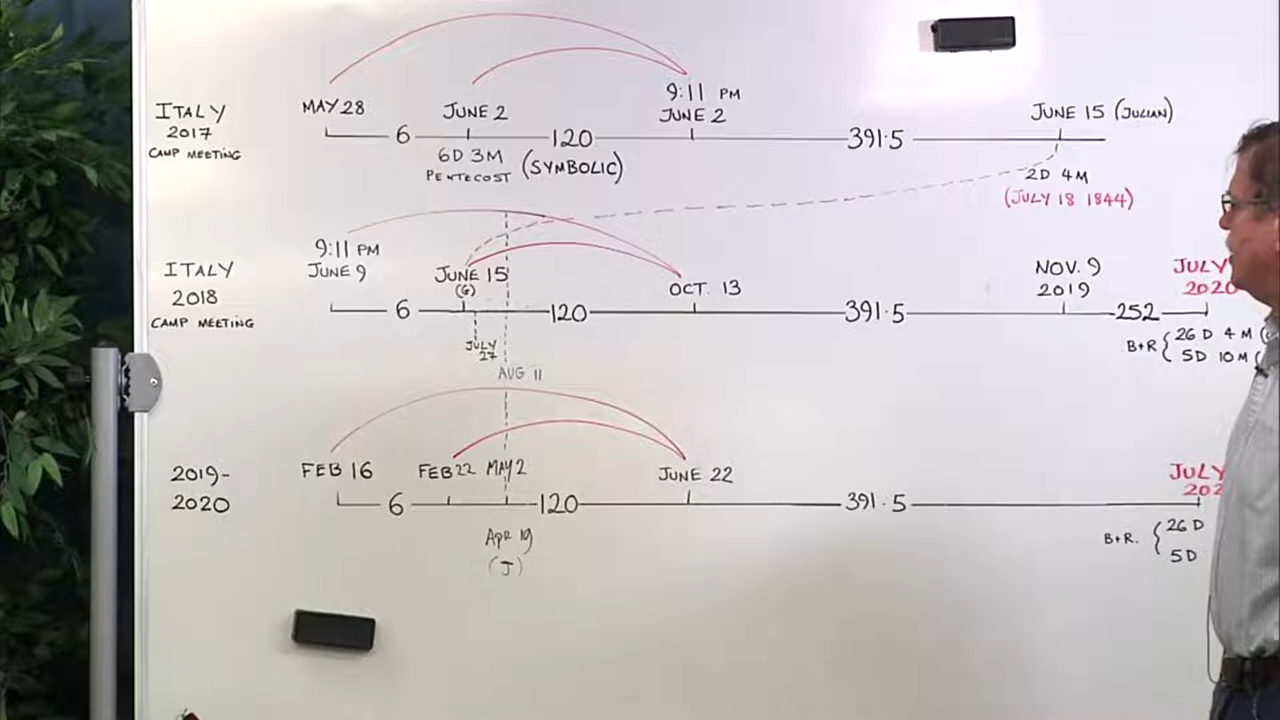 ITALY
2017
CAMP MEETING
MAY 28
6
JUNE 2
6D 3M
PENTECOST
120
(SYMBOLIC)
9:11 PM
JUNE 2
391.5
JUNE 15 (JULIAN)
2D 4M
(JULY 18 1844)
ITALY
2018
CAMP MEETING
9:11 PM
JUNE 9
6
JUNE 15
(G)
JULY
27
AUG 11
120
OCT. 13
391.5
NOV. 9
2019
252
JULY
2020
B+R
26 D 4 M
5D 10 M
2019-
2020
FEB 16
6
FEB 22
MAY 2
Apr 19
(J)
120
JUNE 22
391.5
JULY
202
B+R.
26 D
5D